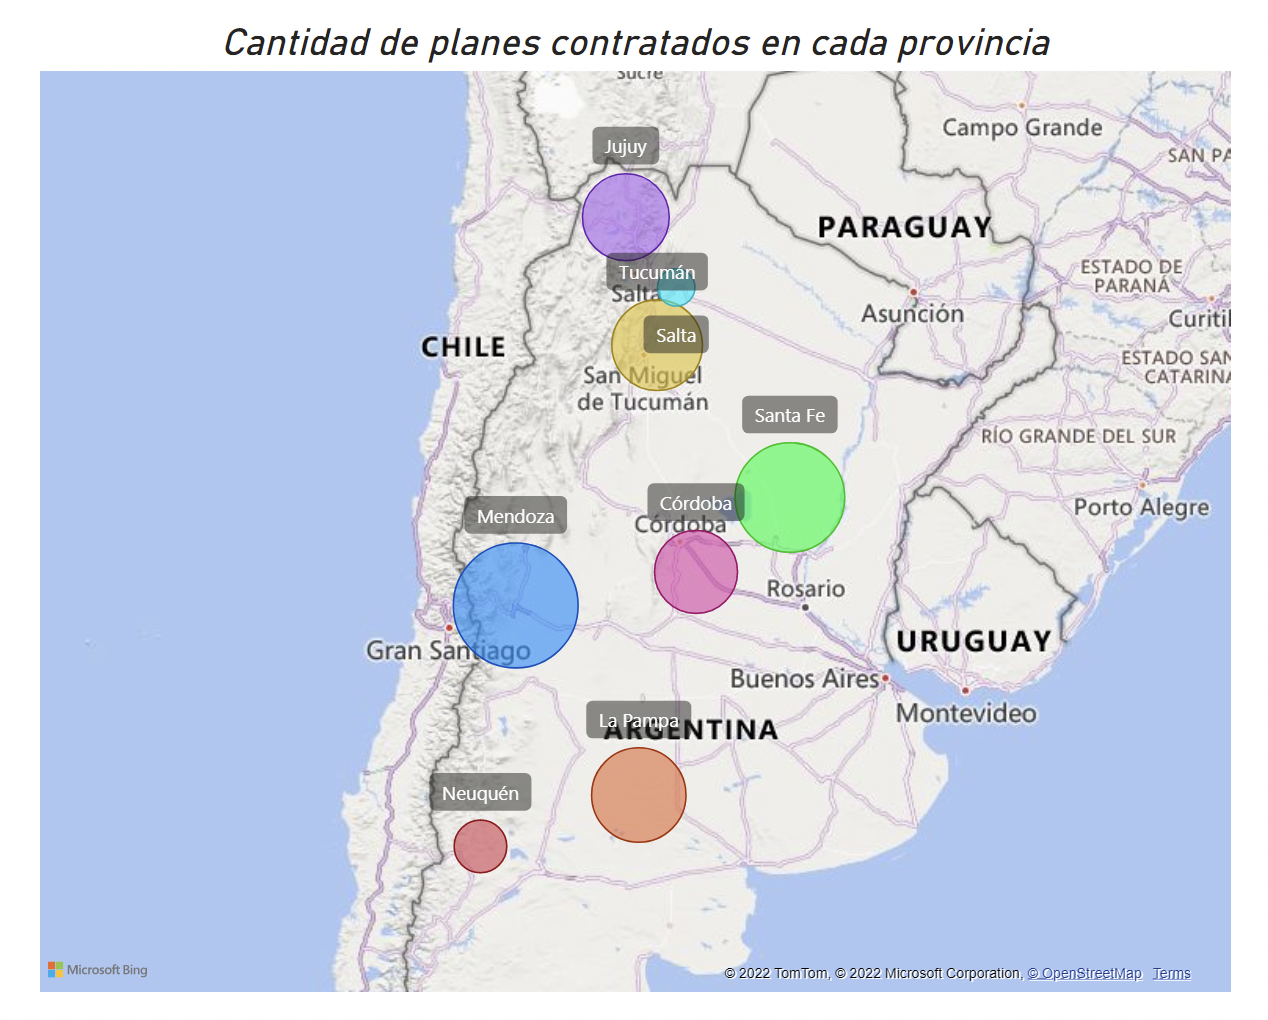 Cantidad de planes contratados en cada provincia
Sucre
Campo Grande
Jujuy
SAN PA
PARAGUAY
Tucumán
Salta
ESTADO DE
PARANÁ
Asunción
Curitil
CHILE
Salta
ESTADO SAN
CATARINA
San Miguel
de Tucumán
Santa Fe
RÍO GRANDE DEL SUR
Mendoza
Córdoba
Córdoba
Porto Alegre
Rosario
Gran Santiago
URUGUAY
Buenos Aires
Montevideo
La Pampa
ARGENTINA
Neuquén
Microsoft Bing
© 2022 TomTom, © 2022 Microsoft Corporation, © OpenStreetMap Terms